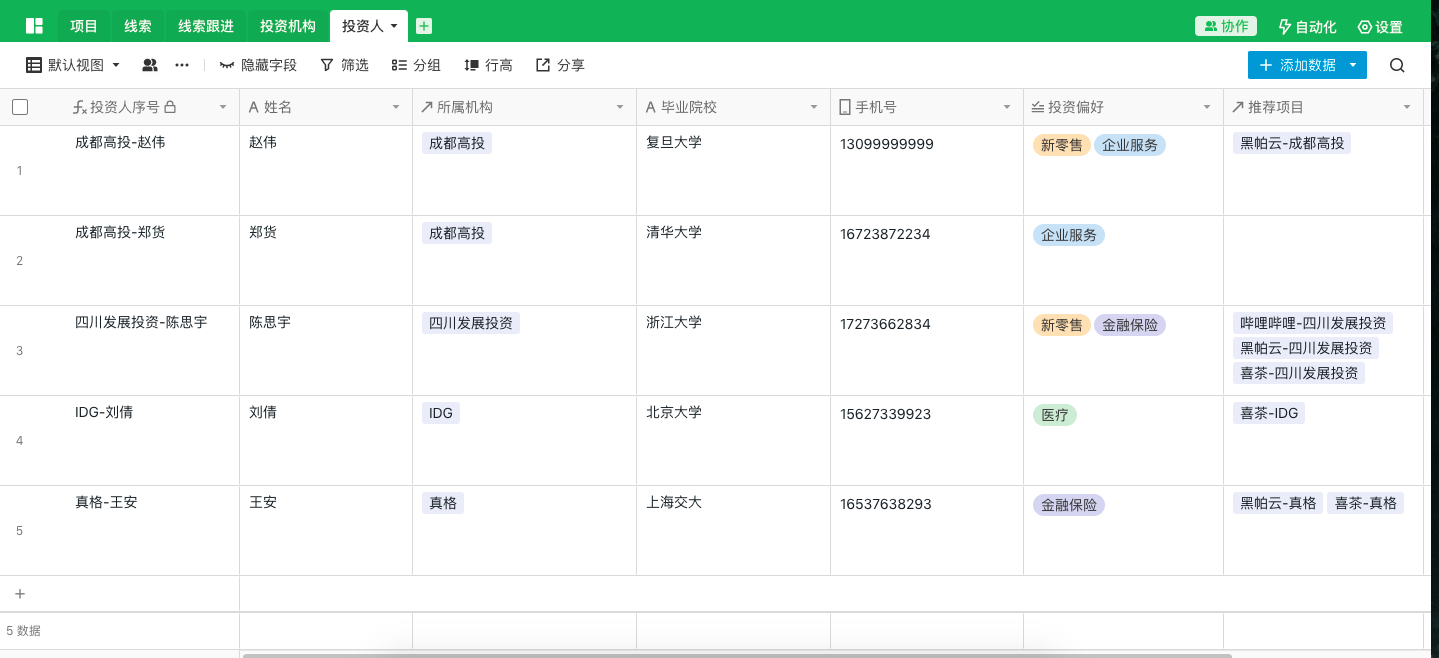 项目 线索 线索跟进 投资机构 投资人 协作 自动化 设置
默认视图 隐藏字段 筛选 分组 行高 分享 添加数据
投资人序号 A 姓名 所属机构 A 毕业院校 手机号 投资偏好 推荐项目
1 成都高投-赵伟 赵伟 成都高投 复旦大学 13099999999 新零售 企业服务 黑帕云-成都高投
2 成都高投-郑货 郑货 成都高投 清华大学 16723872234 企业服务
3 四川发展投资-陈思宇 陈思宇 四川发展投资 浙江大学 17273662834 新零售 金融保险 哔哩哔哩-四川发展投资
黑帕云-四川发展投资
喜茶-四川发展投资
4 IDG-刘倩 刘倩 IDG 北京大学 15627339923 医疗 喜茶-IDG
5 真格-王安 王安 真格 上海交大 16537638293 金融保险 黑帕云-真格 喜茶-真格
5 数据